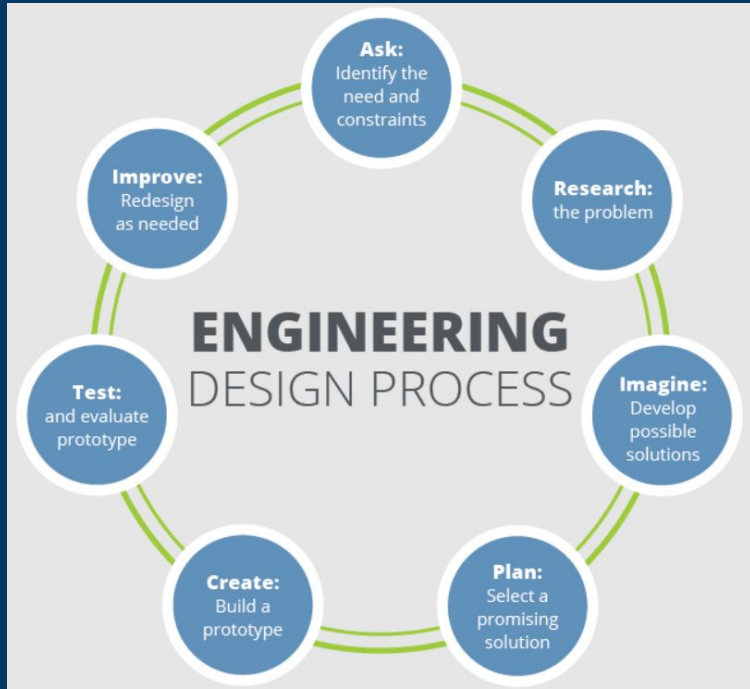 Ask:
Identify the
need and
constraints
Research:
the problem
Imagine:
Develop
possible
solutions
Plan:
Select a
promising
solution
Create:
Build a
prototype
Test:
and evaluate
prototype
Improve:
Redesign
as needed
ENGINEERING
DESIGN PROCESS